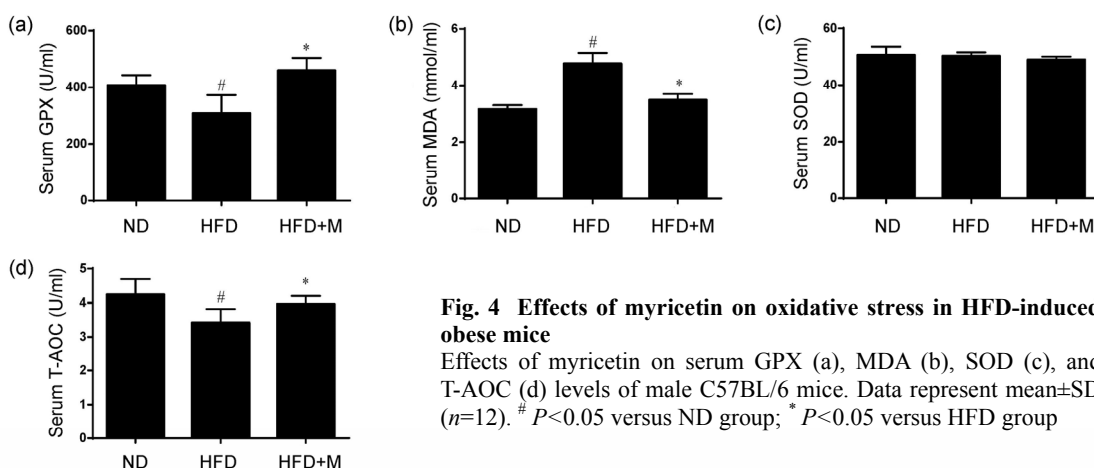 (a)
Serum GPX (U/ml)
600
400
200
0
#
*
ND HFD HFD+M
(b)
Serum MDA (mmol/ml)
6
4
2
0
#
*
ND HFD HFD+M
(c)
Serum SOD (U/ml)
60
40
20
0
ND HFD HFD+M
(d)
Serum T-AOC (U/ml)
5
4
3
2
1
0
#
*
ND HFD HFD+M
Fig. 4 Effects of myricetin on oxidative stress in HFD-induced
obese mice
Effects of myricetin on serum GPX (a), MDA (b), SOD (c), and
T-AOC (d) levels of male C57BL/6 mice. Data represent mean±SD
(n=12). # P<0.05 versus ND group; * P<0.05 versus HFD group